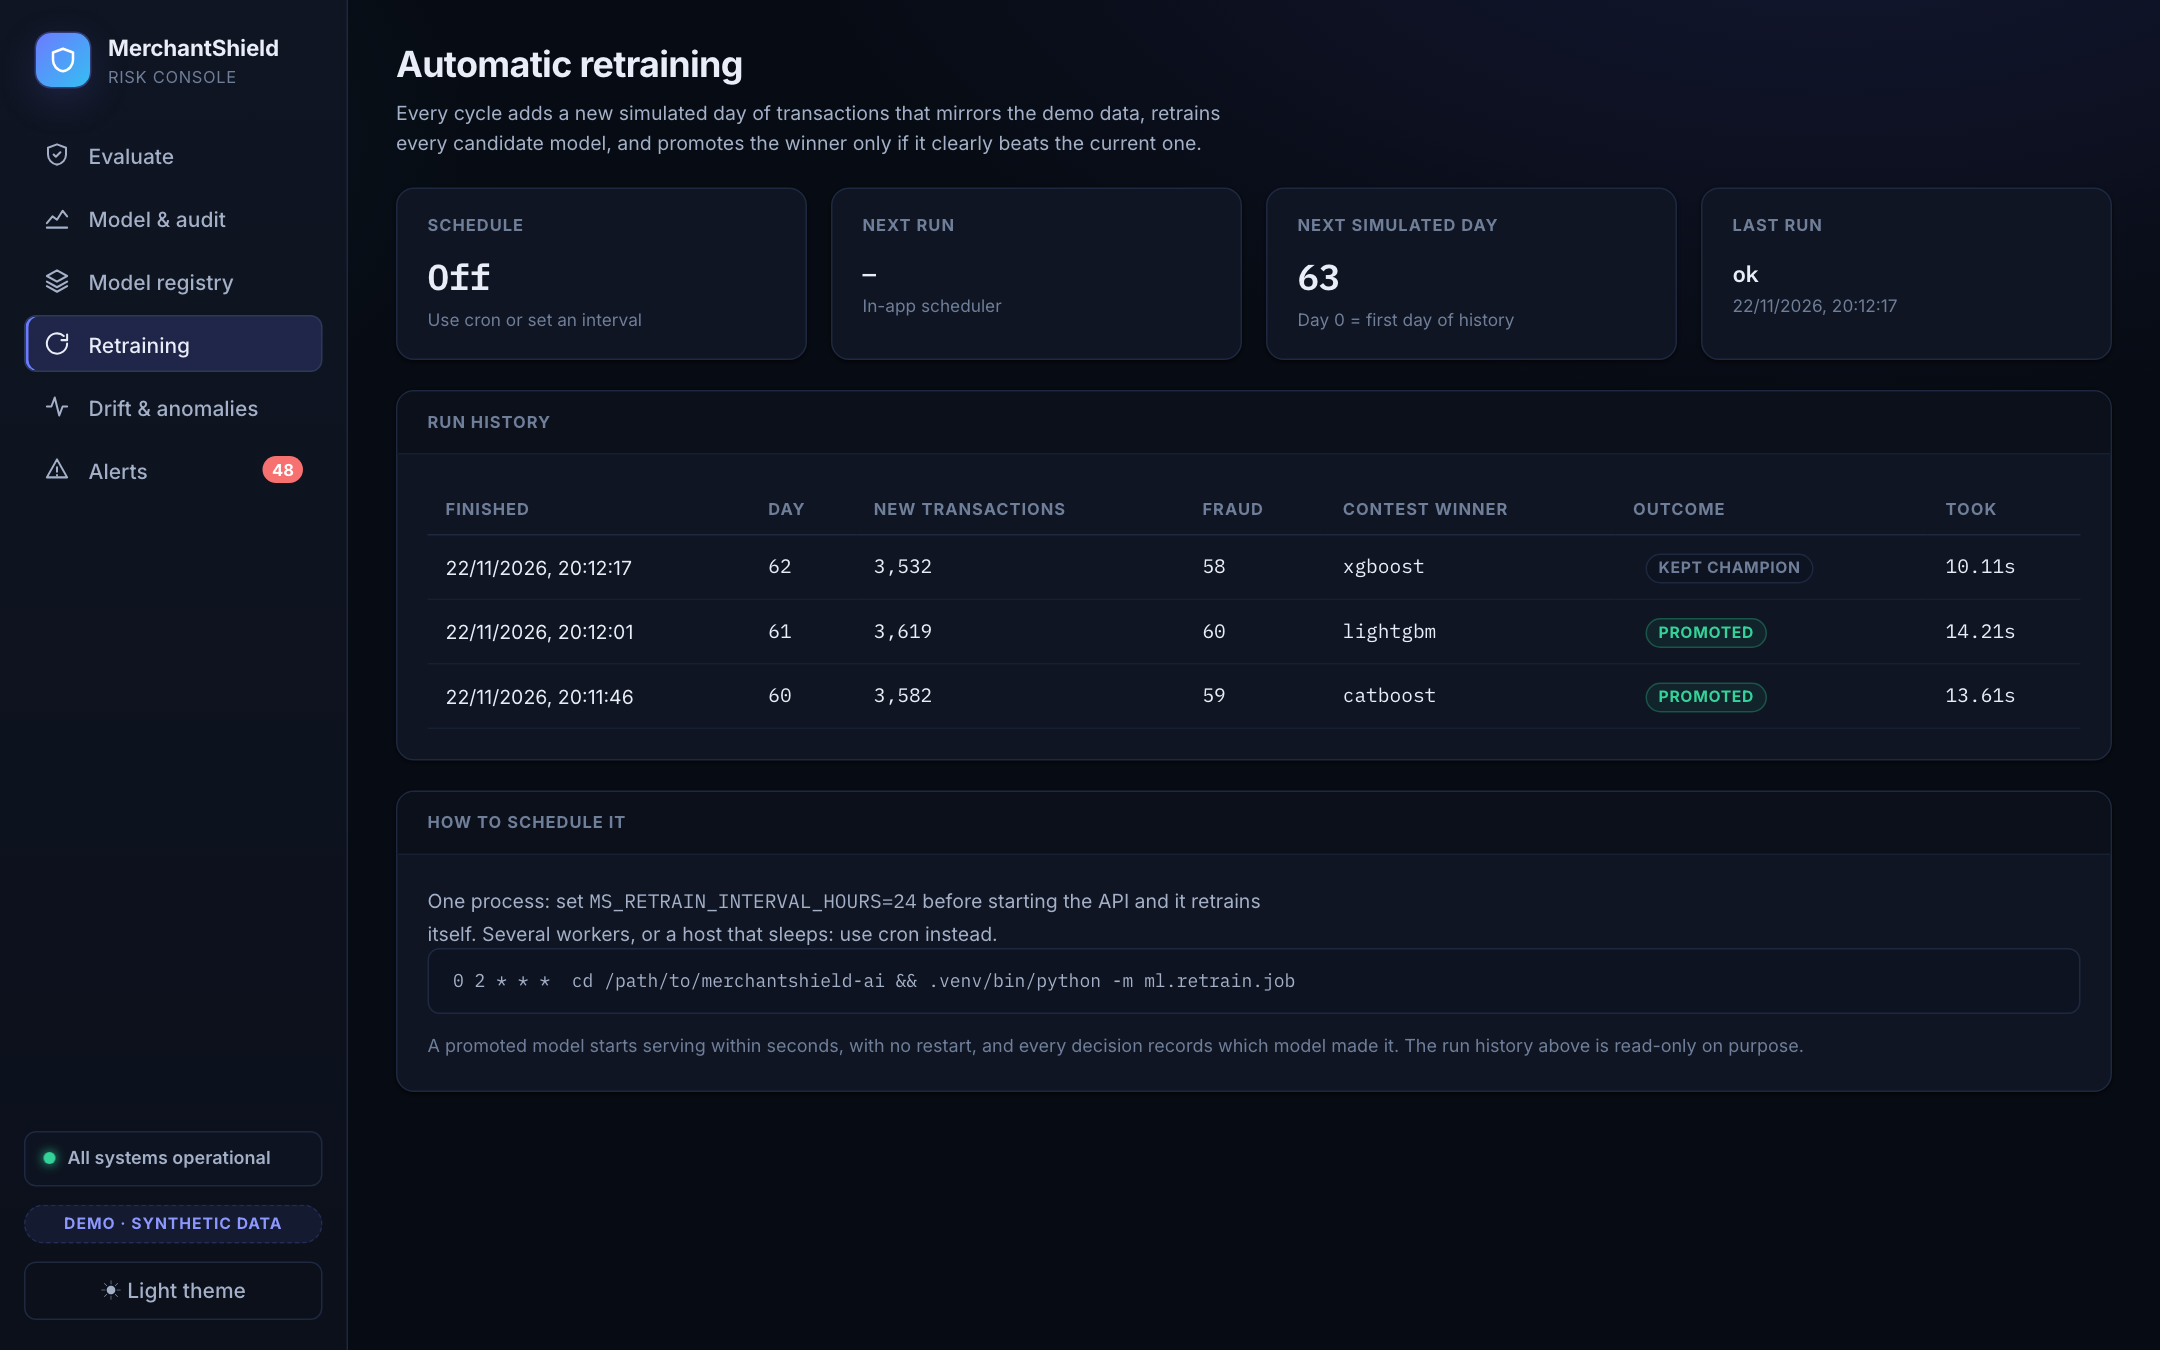 MerchantShield
RISK CONSOLE
Evaluate
Model & audit
Model registry
Retraining
Drift & anomalies
Alerts 48
All systems operational
DEMO · SYNTHETIC DATA
☀ Light theme
Automatic retraining
Every cycle adds a new simulated day of transactions that mirrors the demo data, retrains
every candidate model, and promotes the winner only if it clearly beats the current one.
SCHEDULE
Off
Use cron or set an interval
NEXT RUN
—
In-app scheduler
NEXT SIMULATED DAY
63
Day 0 = first day of history
LAST RUN
ok
22/11/2026, 20:12:17
RUN HISTORY
FINISHED DAY NEW TRANSACTIONS FRAUD CONTEST WINNER OUTCOME TOOK
22/11/2026, 20:12:17 62 3,532 58 xgboost KEPT CHAMPION 10.11s
22/11/2026, 20:12:01 61 3,619 60 lightgbm PROMOTED 14.21s
22/11/2026, 20:11:46 60 3,582 59 catboost PROMOTED 13.61s
HOW TO SCHEDULE IT
One process: set MS_RETRAIN_INTERVAL_HOURS=24 before starting the API and it retrains
itself. Several workers, or a host that sleeps: use cron instead.
0 2 * * *  cd /path/to/merchantshield-ai && .venv/bin/python -m ml.retrain.job
A promoted model starts serving within seconds, with no restart, and every decision records which model made it. The run history above is read-only on purpose.